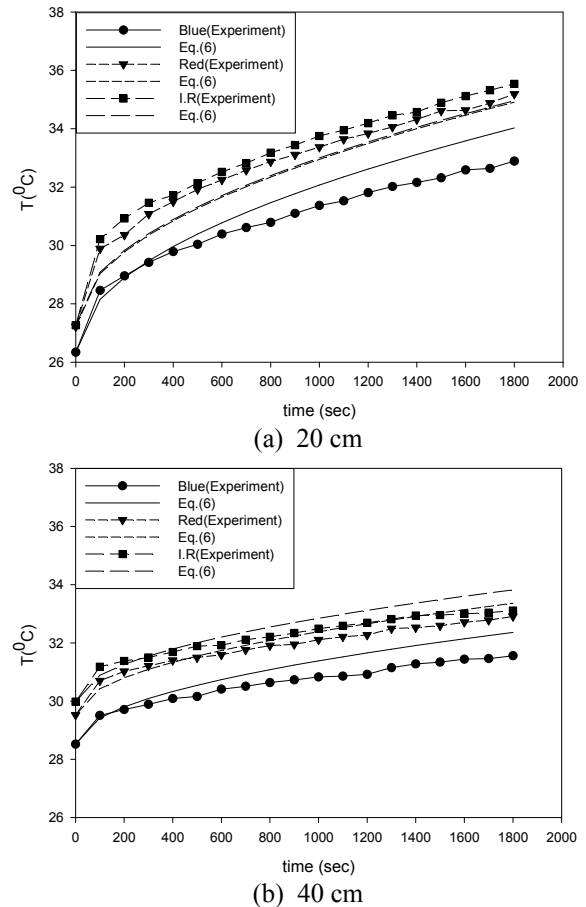 Blue(Experiment)
Eq.(6)
Red(Experiment)
Eq.(6)
I.R(Experiment)
Eq.(6)
36
34
32
30
28
26
T(⁰C)
0 200 400 600 800 1000 1200 1400 1600 1800 2000
time (sec)
(a) 20 cm
Blue(Experiment)
Eq.(6)
Red(Experiment)
Eq.(6)
I.R(Experiment)
Eq.(6)
38
36
34
32
30
28
26
T(⁰C)
0 200 400 600 800 1000 1200 1400 1600 1800 2000
time (sec)
(b) 40 cm